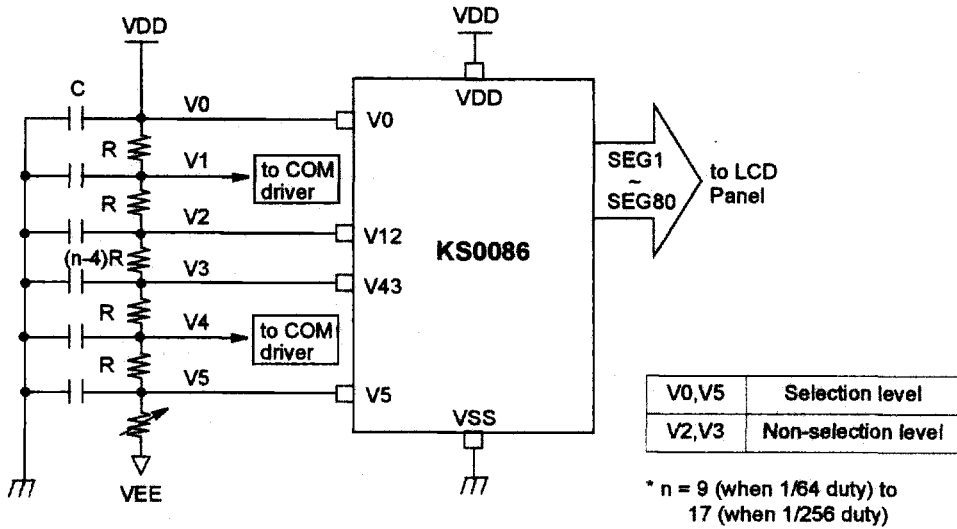 VDD
VDD
C
V0
VDD
V0
R
V1
to COM
driver
SEG1
~
SEG80
to LCD
Panel
R
V2
V12
KS0086
(n-4)R
V3
V43
R
V4
to COM
driver
R
V5
V5
VSS
VEE
V0,V5 Selection level
V2,V3 Non-selection level
* n = 9 (when 1/64 duty) to
17 (when 1/256 duty)